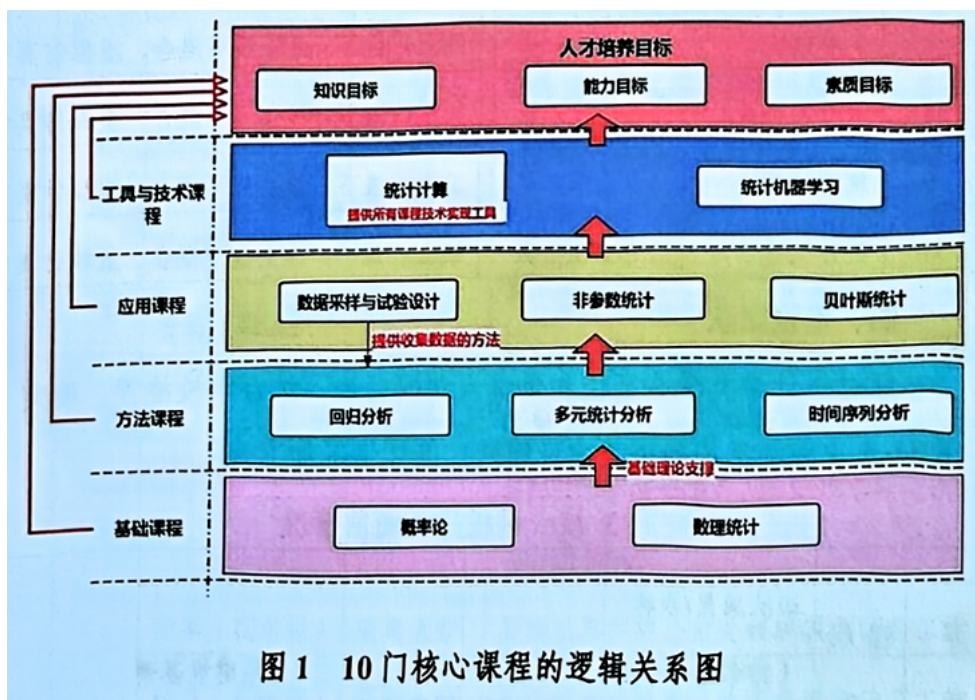 人才培养目标
知识目标
能力目标
素质目标
工具与技术课
程
统计计算
提供所有课程技术实现工具
统计机器学习
应用课程
数据采样与试验设计
非参数统计
贝叶斯统计
提供收集数据的方法
方法课程
回归分析
多元统计分析
时间序列分析
基础理论支撑
基础课程
概率论
数理统计
图1 10门核心课程的逻辑关系图